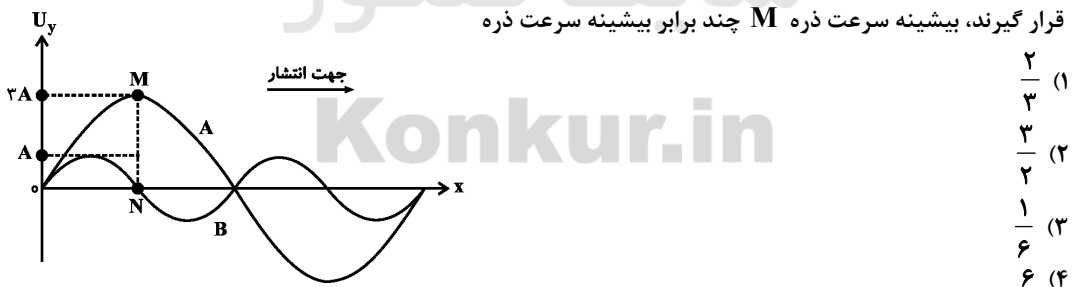 قرار گیرند، بیشینه سرعت ذره M چند برابر بیشینه سرعت ذره
۱) ۲/۳
۲) ۳/۲
۳) ۱/۶
۴) ۶
U_y
جهت انتشار
M
۳A
A
A
o
x
N
B
Konkur.in